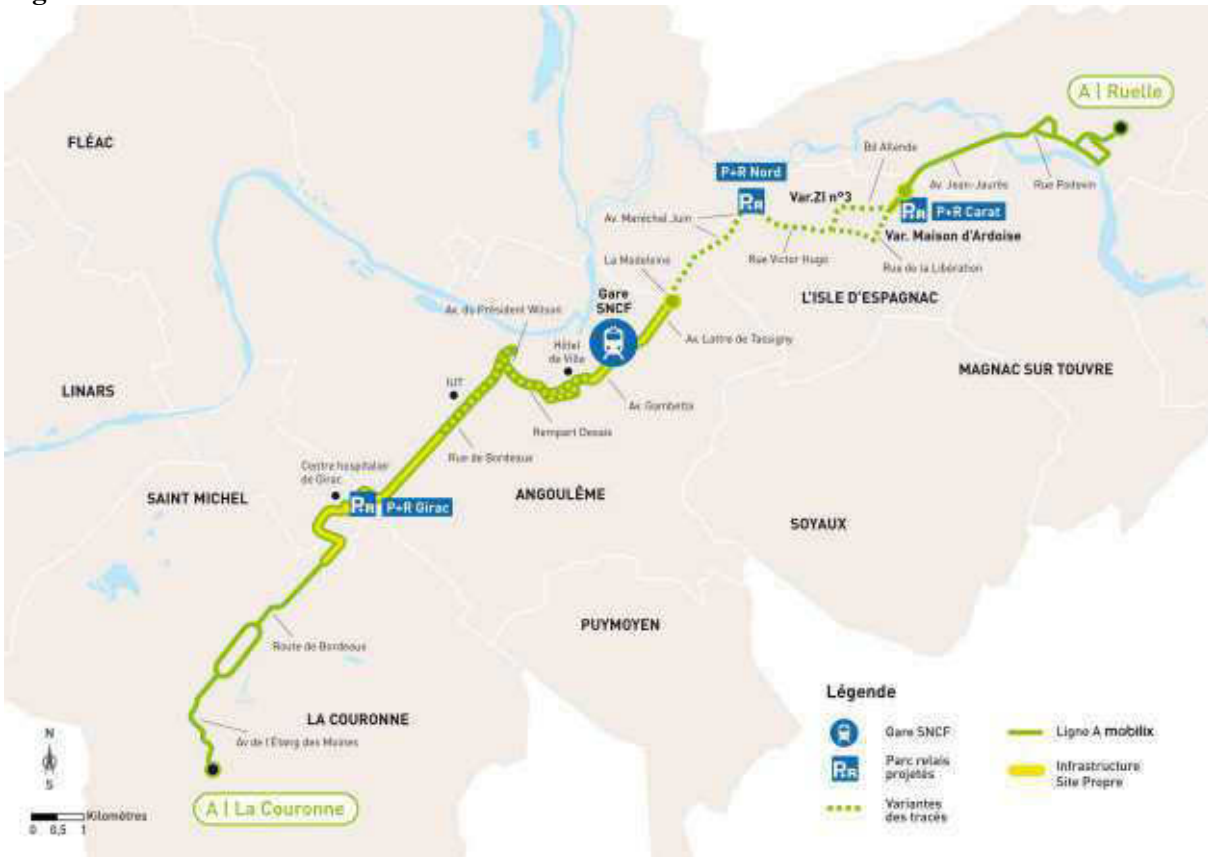 A | Ruelle
FLÉAC
Bd Allende
P+R Nord
Av. Jean-Jaurès
Rue Poitevin
Var.ZI n°3
P+R Carat
Av. Maréchal Juin
Var. Maison d'Ardoise
La Madeleine
Rue Victor Hugo
Rue de la Libération
Gare
SNCF
L'ISLE D'ESPAGNAC
Av. du Président Wilson
Hôtel
de Ville
Av. Lattre de Tassigny
MAGNAC SUR TOUVRE
LINARS
IUT
Av. Gambetta
Rempart Desaix
Rue de Bordeaux
Centre hospitalier
de Girac
SAINT MICHEL
P+R Girac
ANGOULÊME
SOYAUX
PUYMOYEN
Route de Bordeaux
LA COURONNE
Av de l'Étang des Moines
A | La Couronne
N
S
Kilomètres
0 0,5 1
Légende
Gare SNCF
Parc relais
projetés
Variantes
des tracés
Ligne A mobilix
Infrastructure
Site Propre